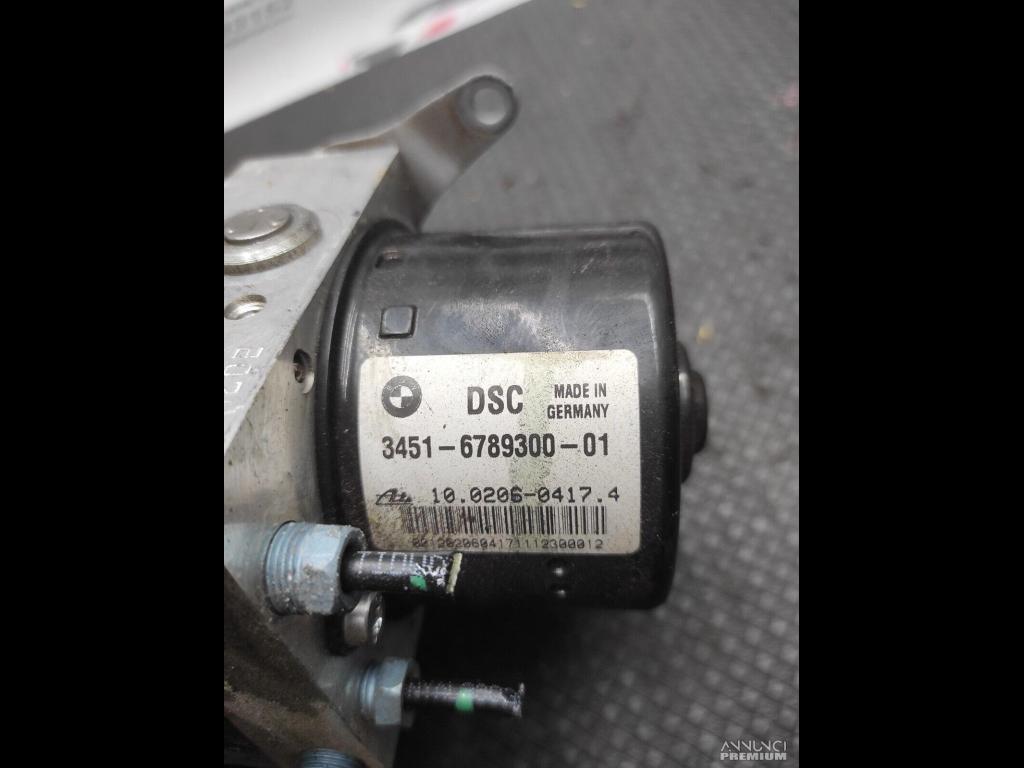 DSC
MADE IN
GERMANY
3451-6789300-01
10.0206-0417.4
ANNUNCI
PREMIUM